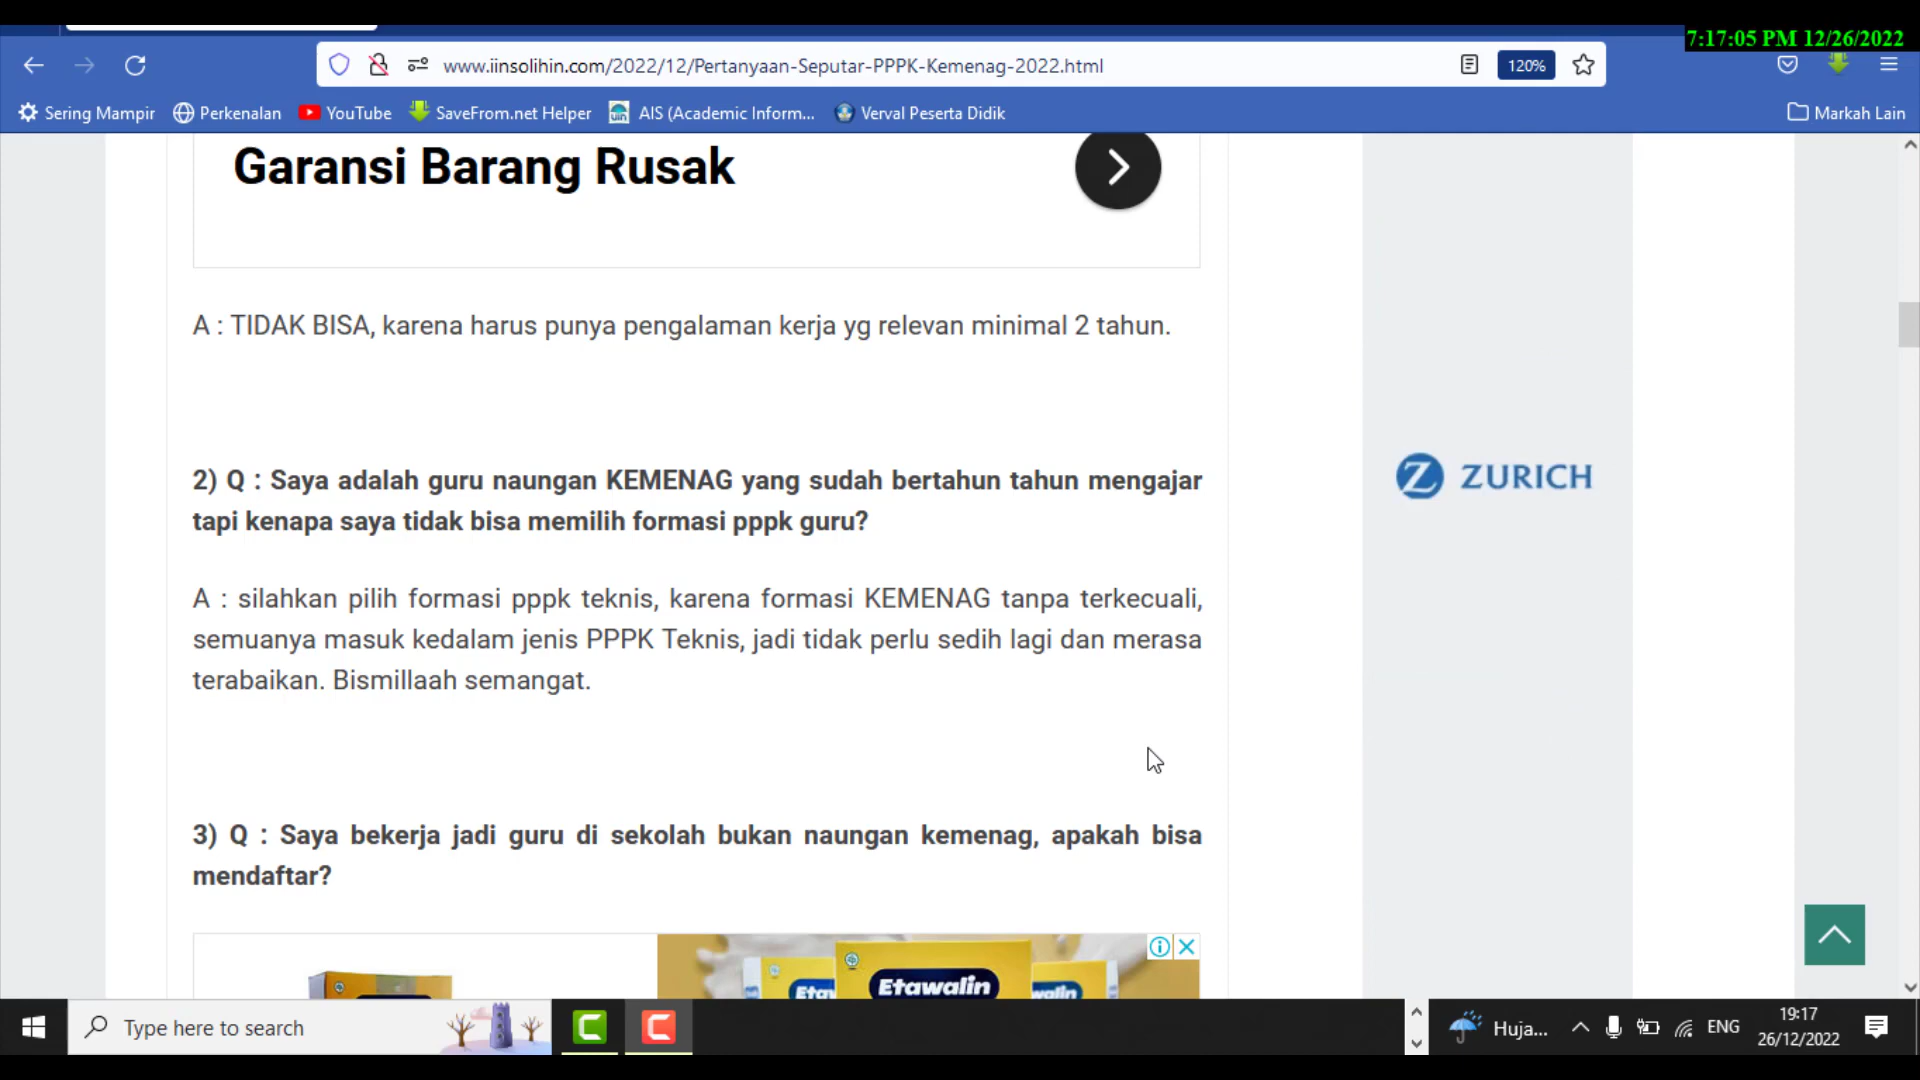 7:17:05 PM 12/26/2022
www.iinsolihin.com/2022/12/Pertanyaan-Seputar-PPPK-Kemenag-2022.html
120%
Sering Mampir
Perkenalan
YouTube
SaveFrom.net Helper
AIS (Academic Inform...
Verval Peserta Didik
Markah Lain
Garansi Barang Rusak
A : TIDAK BISA, karena harus punya pengalaman kerja yg relevan minimal 2 tahun.
2) Q : Saya adalah guru naungan KEMENAG yang sudah bertahun tahun mengajar
tapi kenapa saya tidak bisa memilih formasi pppk guru?
A : silahkan pilih formasi pppk teknis, karena formasi KEMENAG tanpa terkecuali,
semuanya masuk kedalam jenis PPPK Teknis, jadi tidak perlu sedih lagi dan merasa
terabaikan. Bismillaah semangat.
3) Q : Saya bekerja jadi guru di sekolah bukan naungan kemenag, apakah bisa
mendaftar?
Z ZURICH
Etawalin
Type here to search
Huja...
ENG
19:17
26/12/2022